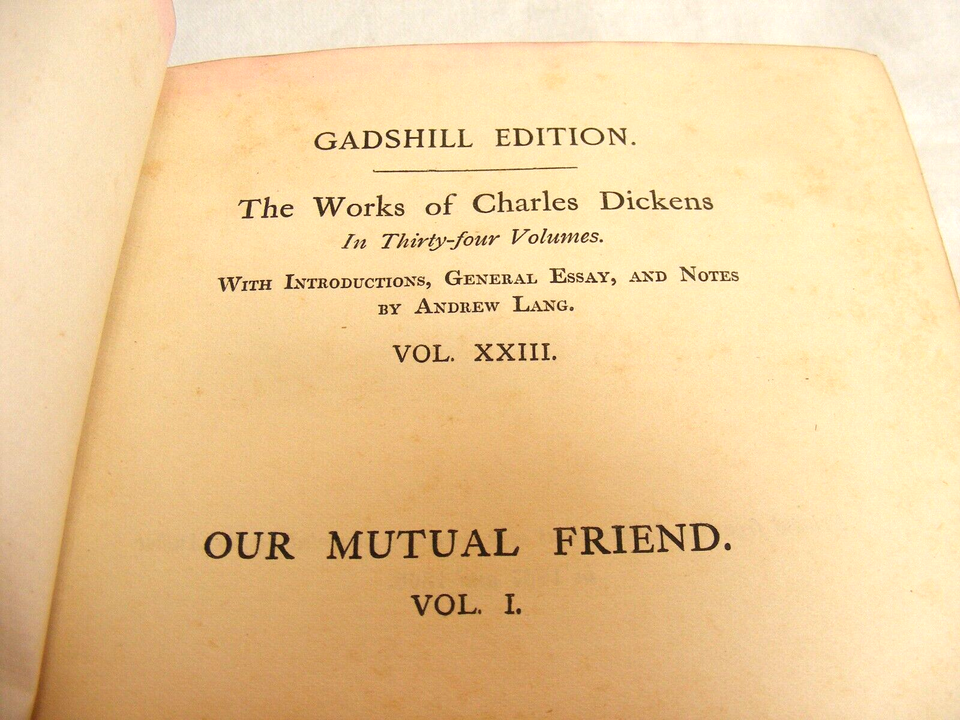 GADSHILL EDITION.
The Works of Charles Dickens
In Thirty-four Volumes.
WITH INTRODUCTIONS, GENERAL ESSAY, AND NOTES
BY ANDREW LANG.
VOL. XXIII.
OUR MUTUAL FRIEND.
VOL. I.